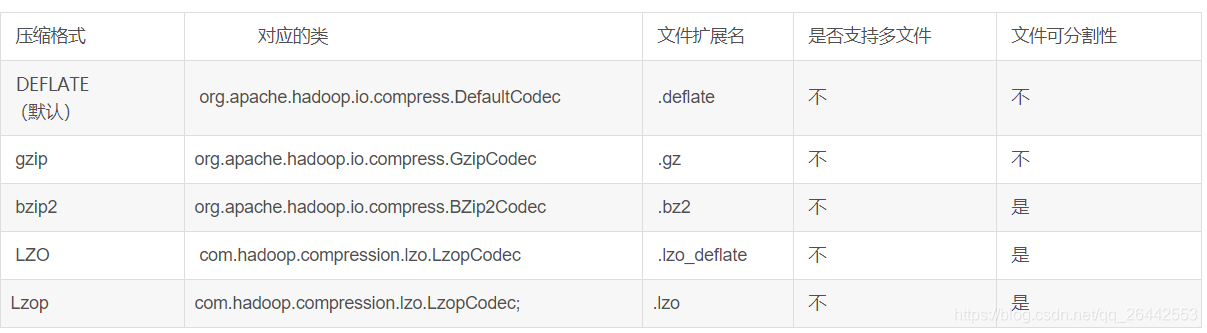 压缩格式 对应的类 文件扩展名 是否支持多文件 文件可分割性
DEFLATE
（默认） org.apache.hadoop.io.compress.DefaultCodec .deflate 不 不
gzip org.apache.hadoop.io.compress.GzipCodec .gz 不 不
bzip2 org.apache.hadoop.io.compress.BZip2Codec .bz2 不 是
LZO com.hadoop.compression.lzo.LzopCodec .lzo_deflate 不 是
Lzop com.hadoop.compression.lzo.LzopCodec; .lzo 不 是
https://blog.csdn.net/qq_26442553